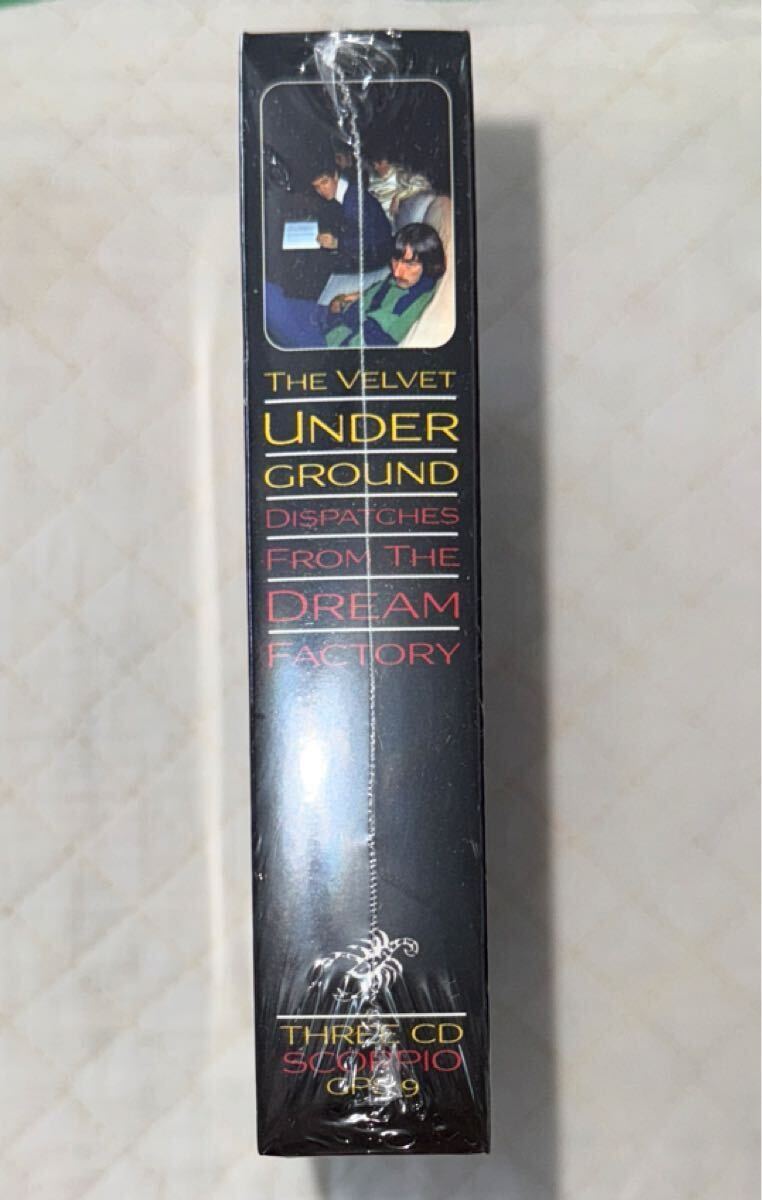 THE VELVET
UNDER
GROUND
DISPATCHES
FROM THE
DREAM
FACTORY
THREE CD
SCORPIO